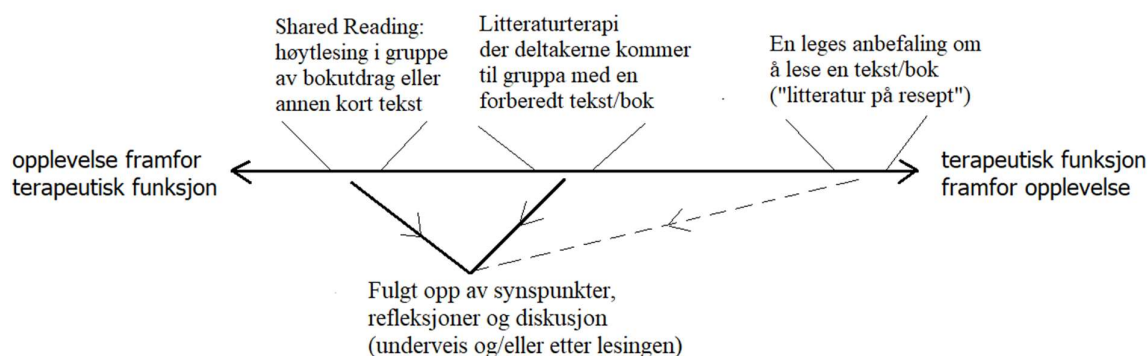 Shared Reading:
høytlesing i gruppe
av bokutdrag eller
annen kort tekst
Litteraturterapi
der deltakerne kommer
til gruppa med en
forberedt tekst/bok
En leges anbefaling om
å lese en tekst/bok
("litteratur på resept")
opplevelse framfor
terapeutisk funksjon
terapeutisk funksjon
framfor opplevelse
Fulgt opp av synspunkter,
refleksjoner og diskusjon
(underveis og/eller etter lesingen)